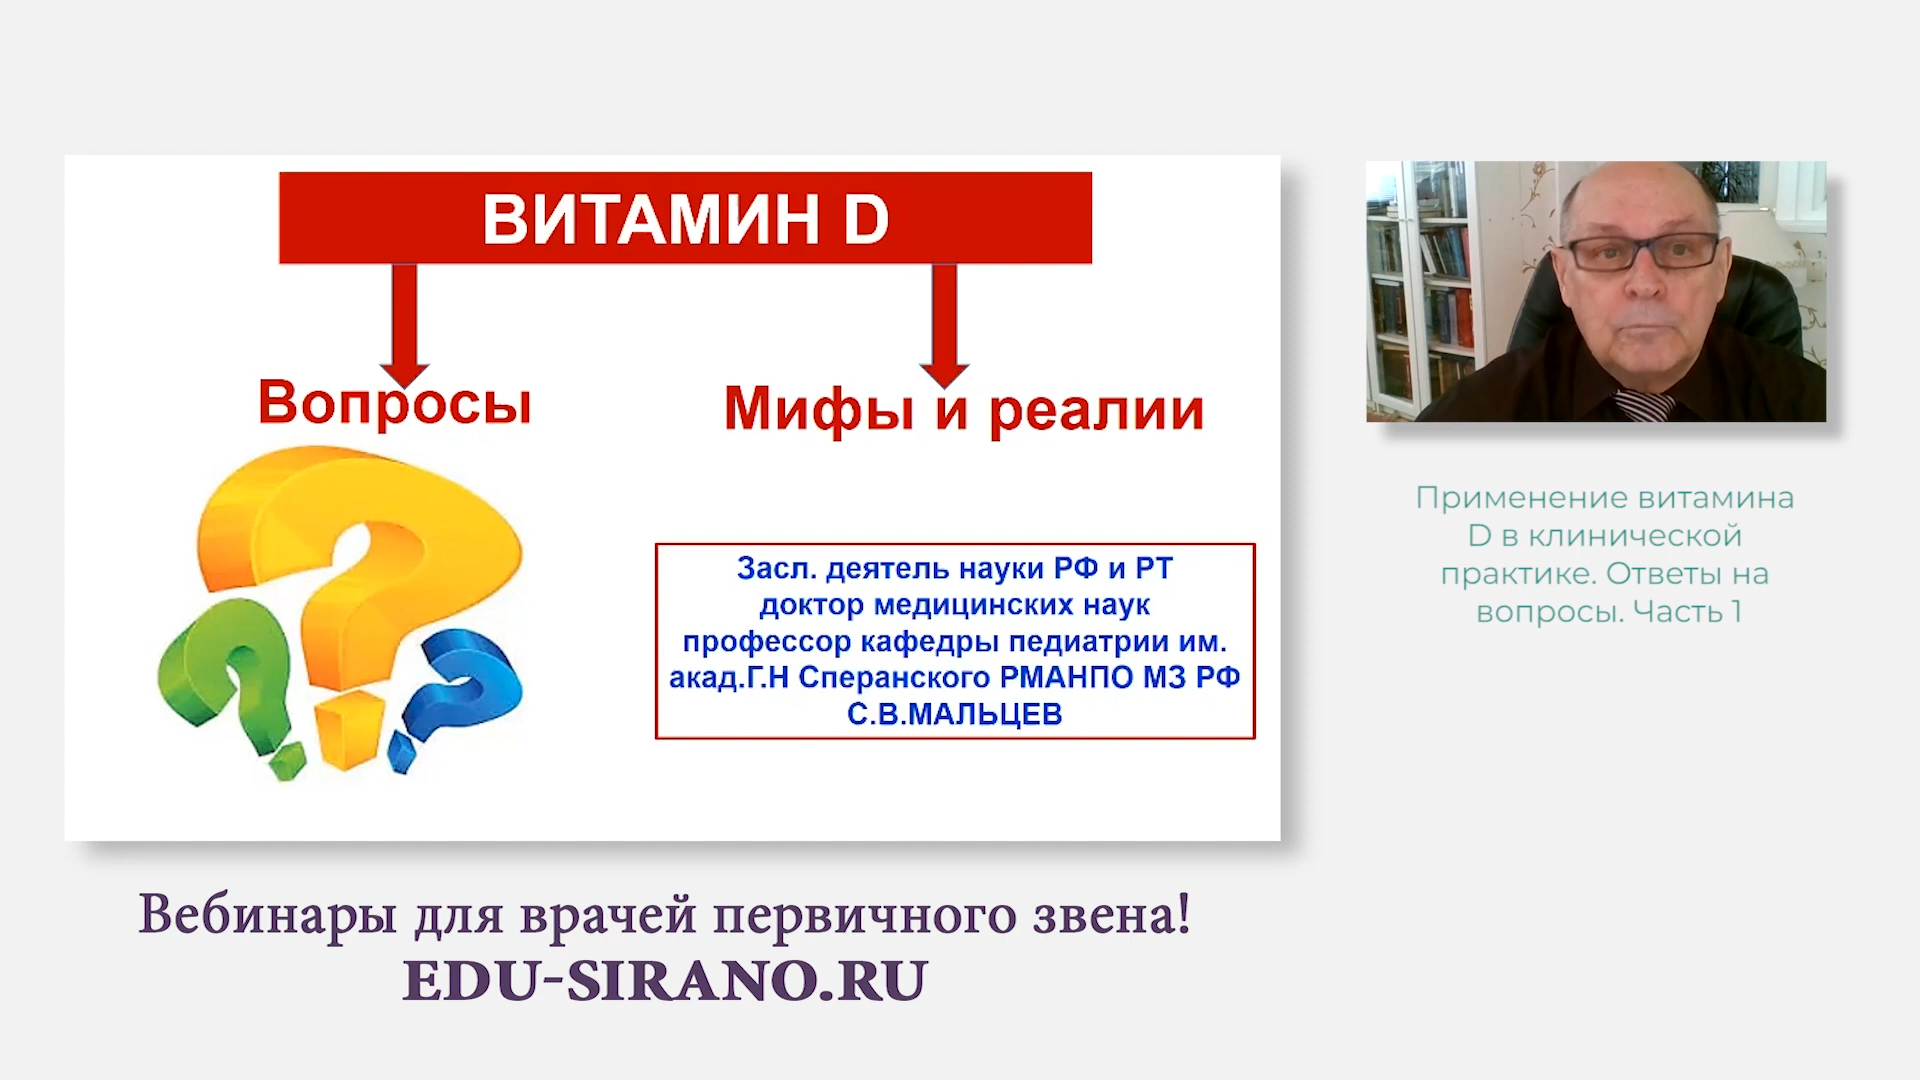 ВИТАМИН D
Вопросы
Мифы и реалии
Засл. деятель науки РФ и РТ
доктор медицинских наук
профессор кафедры педиатрии им.
акад.Г.Н Сперанского РМАНПО МЗ РФ
С.В.МАЛЬЦЕВ
Применение витамина
D в клинической
практике. Ответы на
вопросы. Часть 1
Вебинары для врачей первичного звена!
EDU-SIRANO.RU